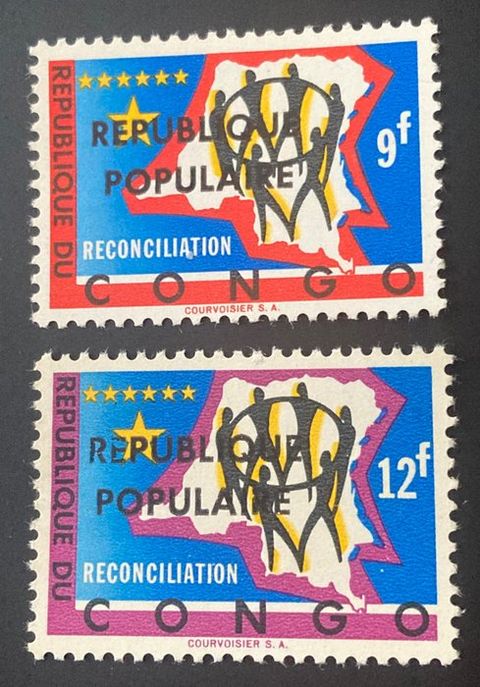 REPUBLIQUE DU
REPUBLIQUE
POPULAIRE
9f
RECONCILIATION
CONGO
COURVOISIER S. A.
REPUBLIQUE DU
REPUBLIQUE
POPULAIRE
12f
RECONCILIATION
CONGO
COURVOISIER S. A.